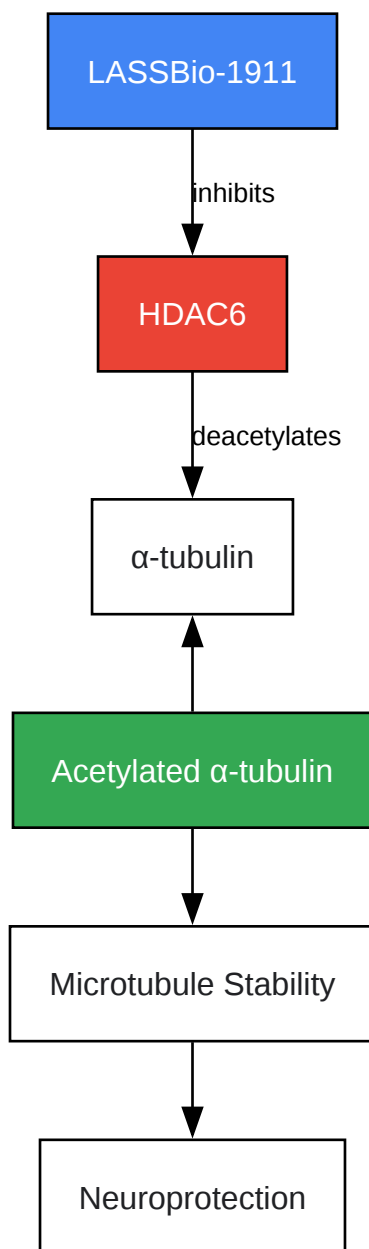 LASSBio-1911
inhibits
HDAC6
deacetylates
α-tubulin
Acetylated α-tubulin
Microtubule Stability
Neuroprotection